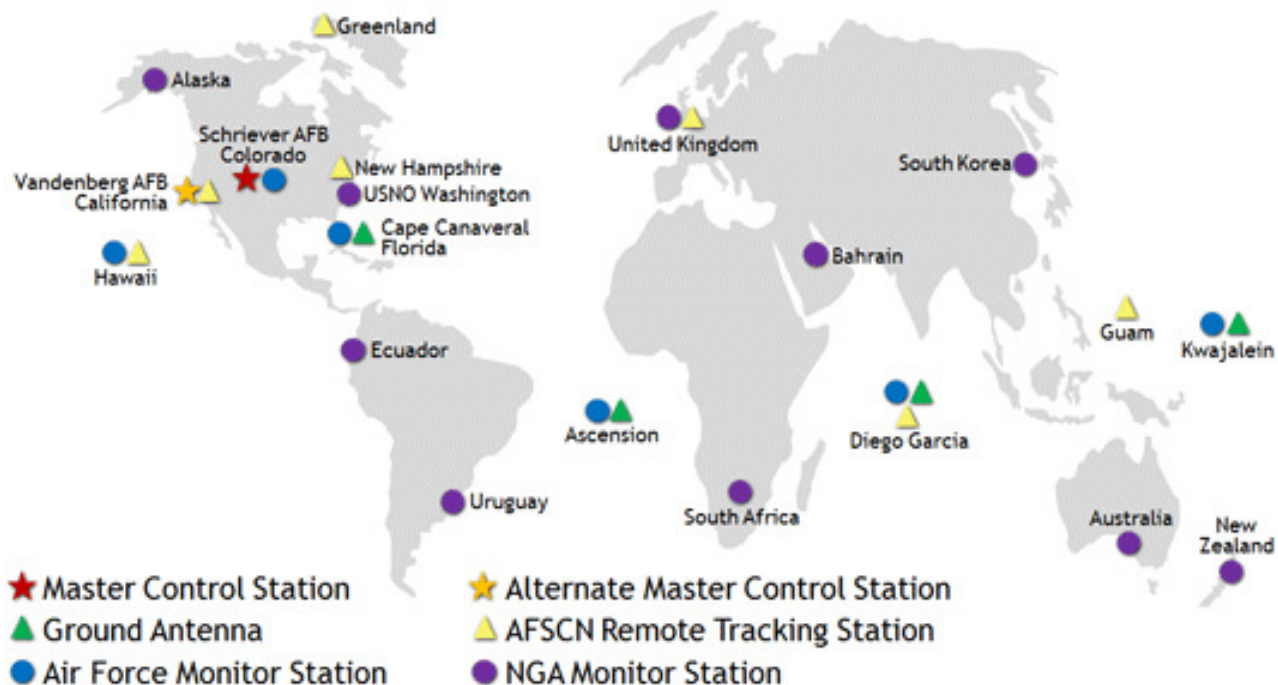 Greenland
Alaska
Schriever AFB
Colorado
United Kingdom
New Hampshire
South Korea
Vandenberg AFB
California
USNO Washington
Cape Canaveral
Florida
Bahrain
Hawaii
Guam
Kwajalein
Ecuador
Ascension
Diego Garcia
Uruguay
South Africa
Australia
New
Zealand
Master Control Station
Alternate Master Control Station
Ground Antenna
AFSCN Remote Tracking Station
Air Force Monitor Station
NGA Monitor Station